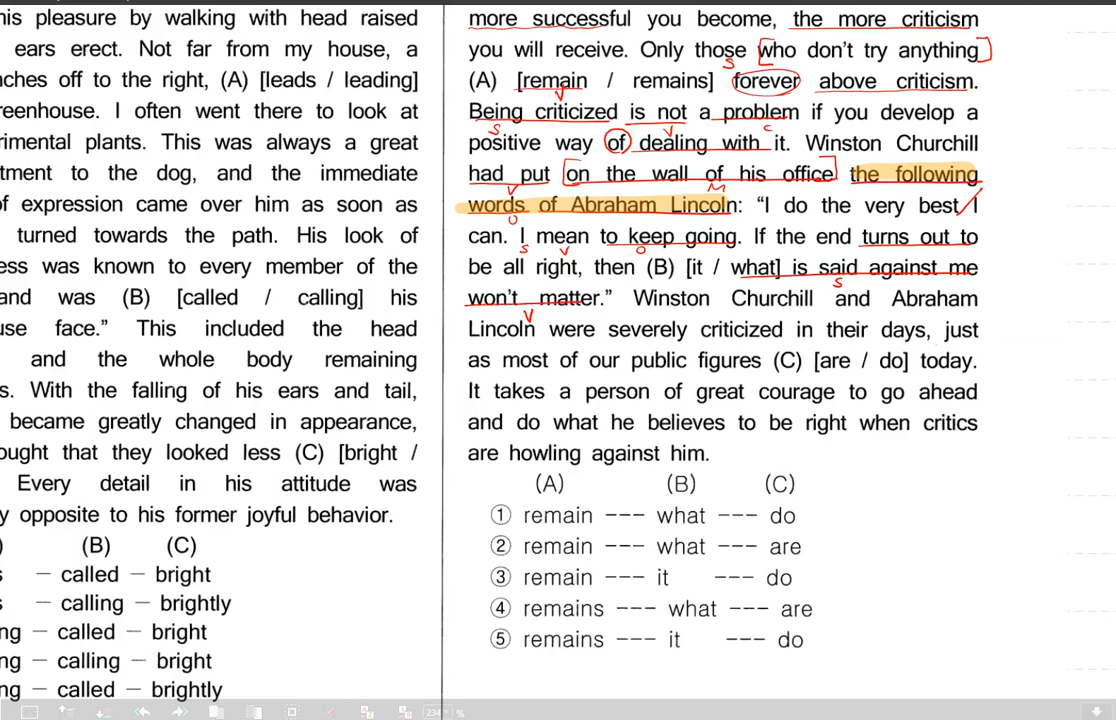 his pleasure by walking with head raised
ears erect. Not far from my house, a
nches off to the right, (A) [leads / leading]
reenhouse. I often went there to look at
rimental plants. This was always a great
tment to the dog, and the immediate
of expression came over him as soon as
turned towards the path. His look of
ess was known to every member of the
and was (B) [called / calling] his
use face.” This included the head
and the whole body remaining
s. With the falling of his ears and tail,
became greatly changed in appearance,
ought that they looked less (C) [bright /
Every detail in his attitude was
y opposite to his former joyful behavior.
) (B) (C)
s – called – bright
s – calling – brightly
ng – called – bright
ng – calling – bright
ng – called – brightly
more successful you become, the more criticism
you will receive. Only those who don’t try anything
S
(A) [remain / remains] forever above criticism.
V
Being criticized is not a problem if you develop a
S V C
positive way of dealing with it. Winston Churchill
had put on the wall of his office the following
V M
words of Abraham Lincoln: “I do the very best I
O
can. I mean to keep going. If the end turns out to
S V O
be all right, then (B) [it / what] is said against me
S
won’t matter.” Winston Churchill and Abraham
V
Lincoln were severely criticized in their days, just
as most of our public figures (C) [are / do] today.
It takes a person of great courage to go ahead
and do what he believes to be right when critics
are howling against him.
(A) (B) (C)
① remain --- what --- do
② remain --- what --- are
③ remain --- it --- do
④ remains --- what --- are
⑤ remains --- it --- do
234 %